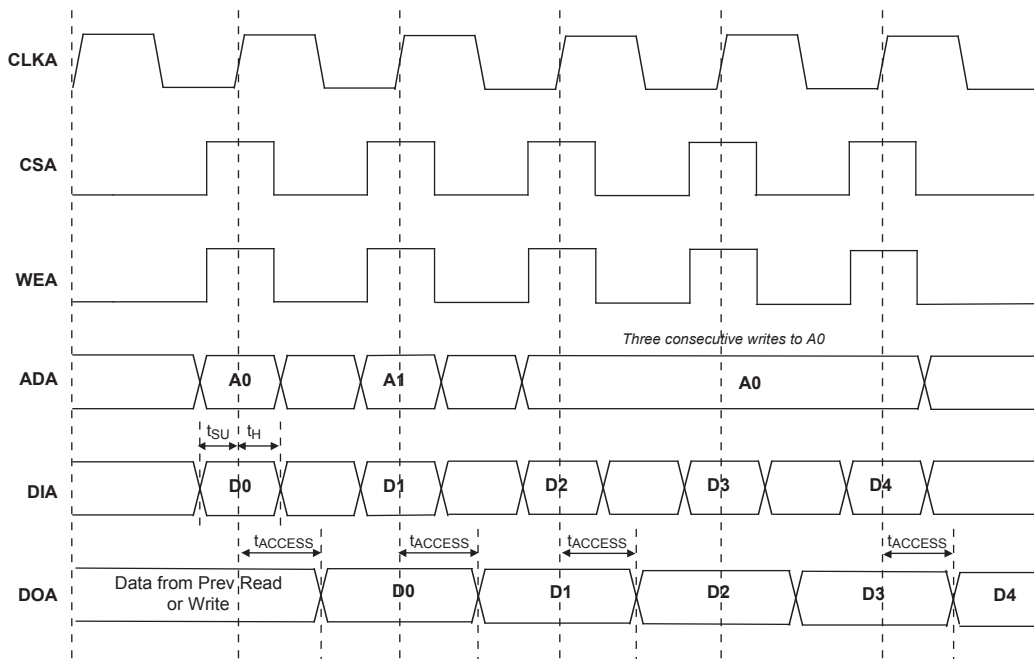 CLKA
CSA
WEA
Three consecutive writes to A0
ADA
A0
A1
A0
tSU
tH
DIA
D0
D1
D2
D3
D4
tACCESS
tACCESS
tACCESS
tACCESS
DOA
Data from Prev Read
or Write
D0
D1
D2
D3
D4